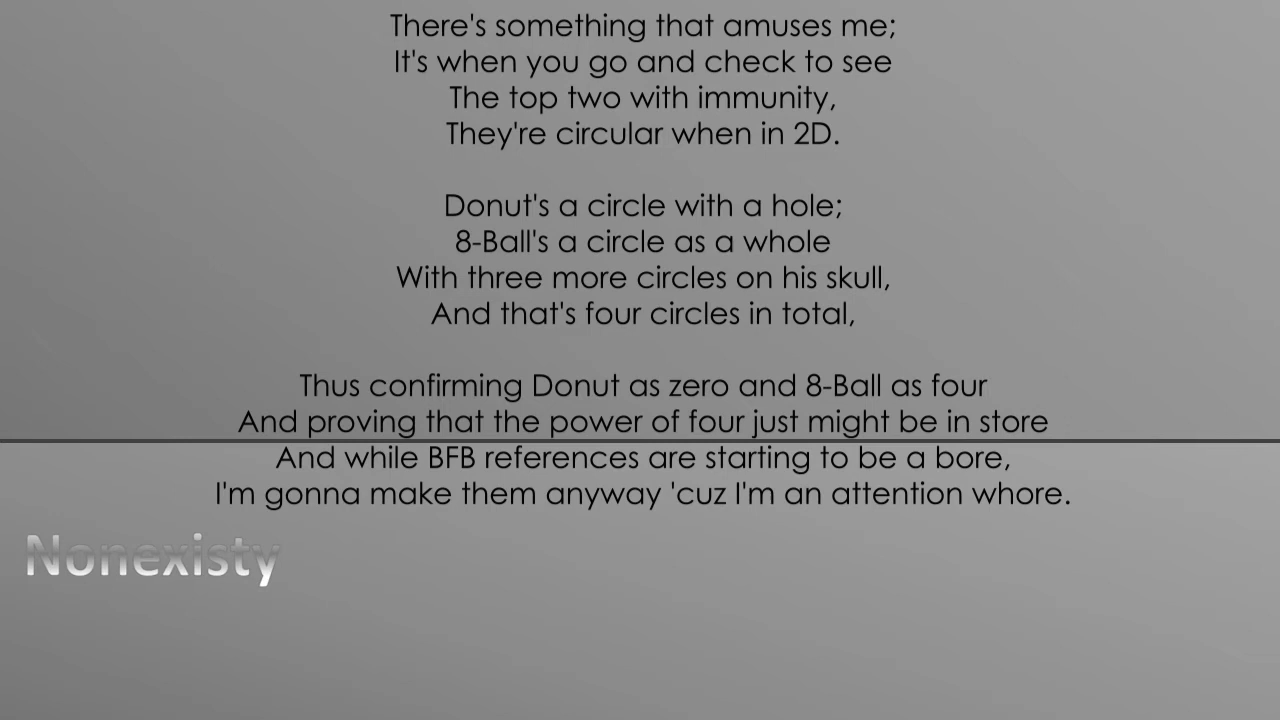 There's something that amuses me;
It's when you go and check to see
The top two with immunity,
They're circular when in 2D.
Donut's a circle with a hole;
8-Ball's a circle as a whole
With three more circles on his skull,
And that's four circles in total,
Thus confirming Donut as zero and 8-Ball as four
And proving that the power of four just might be in store
And while BFB references are starting to be a bore,
I'm gonna make them anyway 'cuz I'm an attention whore.
Nonexisty